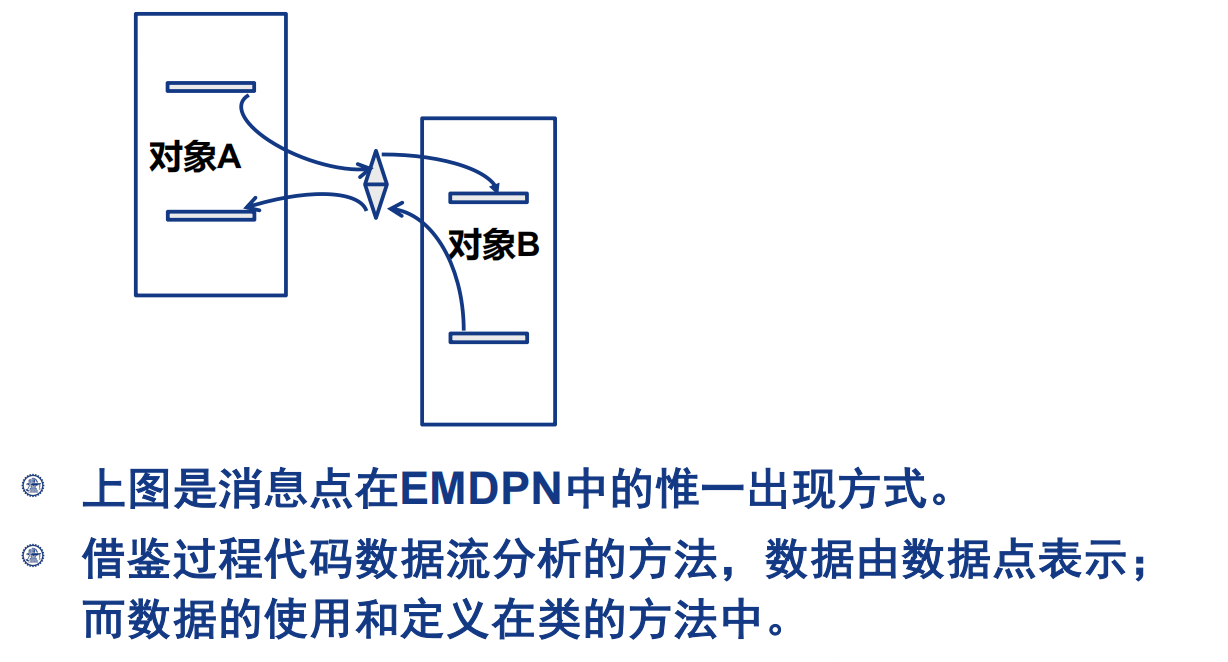 对象A
对象B
上图是消息点在EMDPN中的惟一出现方式。
借鉴过程代码数据流分析的方法，数据由数据点表示；
而数据的使用和定义在类的方法中。